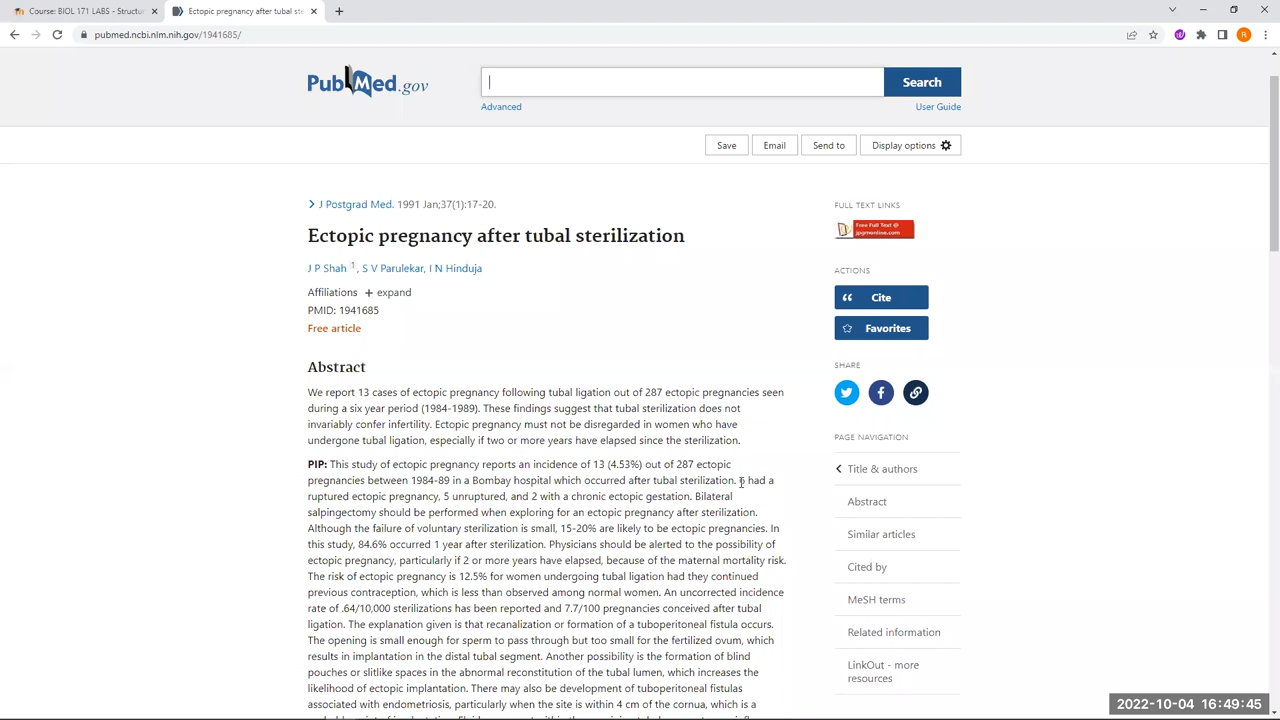 Course: BIOL 171 LABS - Structu
Ectopic pregnancy after tubal ste
pubmed.ncbi.nlm.nih.gov/1941685/
R
PubMed.gov
Search
Advanced
User Guide
Save
Email
Send to
Display options
J Postgrad Med. 1991 Jan;37(1):17-20.
Ectopic pregnancy after tubal sterilization
J P Shah 1, S V Parulekar, I N Hinduja
Affiliations + expand
PMID: 1941685
Free article
Abstract
We report 13 cases of ectopic pregnancy following tubal ligation out of 287 ectopic pregnancies seen
during a six year period (1984-1989). These findings suggest that tubal sterilization does not
invariably confer infertility. Ectopic pregnancy must not be disregarded in women who have
undergone tubal ligation, especially if two or more years have elapsed since the sterilization.
PIP: This study of ectopic pregnancy reports an incidence of 13 (4.53%) out of 287 ectopic
pregnancies between 1984-89 in a Bombay hospital which occurred after tubal sterilization. had a
ruptured ectopic pregnancy, 5 unruptured, and 2 with a chronic ectopic gestation. Bilateral
salpingectomy should be performed when exploring for an ectopic pregnancy after sterilization.
Although the failure of voluntary sterilization is small, 15-20% are likely to be ectopic pregnancies. In
this study, 84.6% occurred 1 year after sterilization. Physicians should be alerted to the possibility of
ectopic pregnancy, particularly if 2 or more years have elapsed, because of the maternal mortality risk.
The risk of ectopic pregnancy is 12.5% for women undergoing tubal ligation had they continued
previous contraception, which is less than observed among normal women. An uncorrected incidence
rate of .64/10,000 sterilizations has been reported and 7.7/100 pregnancies conceived after tubal
ligation. The explanation given is that recanalization or formation of a tuboperitoneal fistula occurs.
The opening is small enough for sperm to pass through but too small for the fertilized ovum, which
results in implantation in the distal tubal segment. Another possibility is the formation of blind
pouches or slitlike spaces in the abnormal reconstitution of the tubal lumen, which increases the
likelihood of ectopic implantation. There may also be development of tuboperitoneal fistulas
associated with endometriosis, particularly when the site is within 4 cm of the cornua, which is a
FULL TEXT LINKS
Free Full Text @
jpgmonline.com
ACTIONS
Cite
Favorites
SHARE
PAGE NAVIGATION
Title & authors
Abstract
Similar articles
Cited by
MeSH terms
Related information
LinkOut - more
resources
2022-10-04 16:49:45